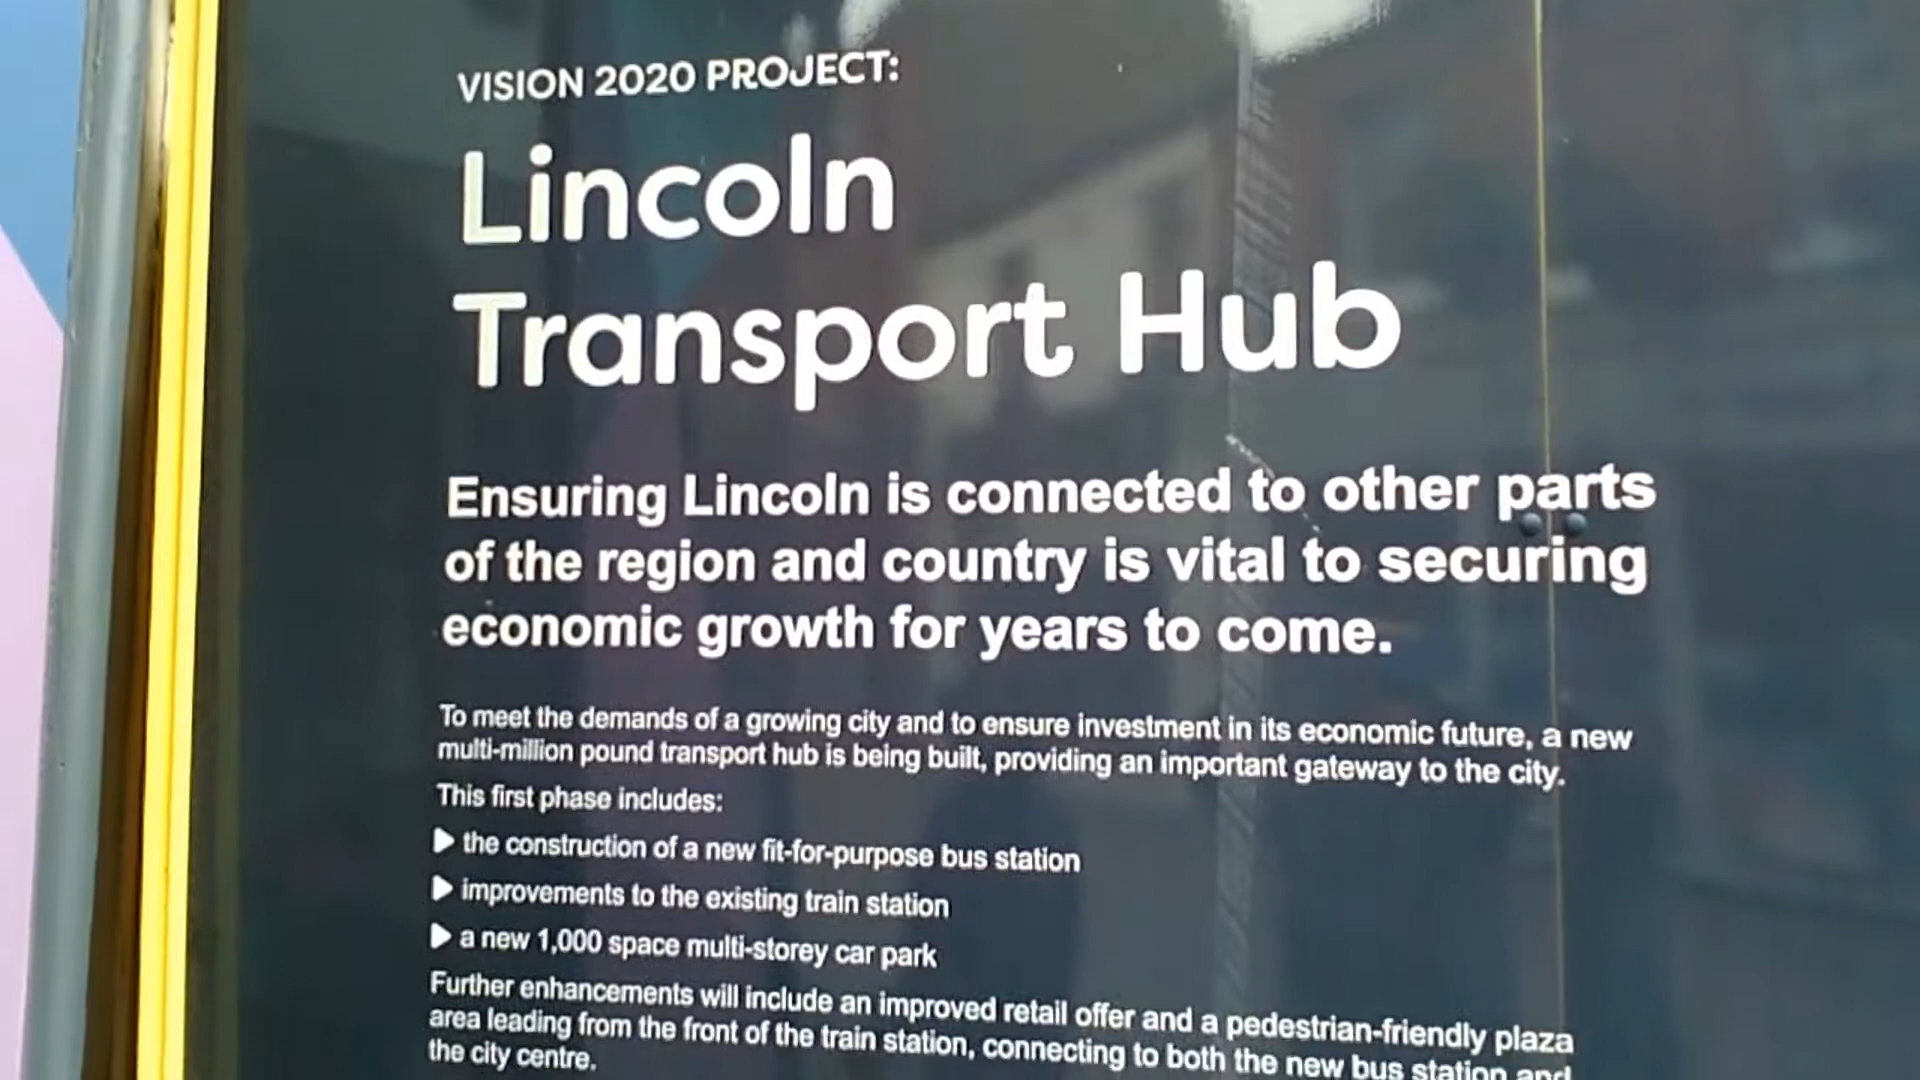 VISION 2020 PROJECT:
Lincoln
Transport Hub
Ensuring Lincoln is connected to other parts
of the region and country is vital to securing
economic growth for years to come.
To meet the demands of a growing city and to ensure investment in its economic future, a new
multi-million pound transport hub is being built, providing an important gateway to the city.
This first phase includes:
the construction of a new fit-for-purpose bus station
improvements to the existing train station
a new 1,000 space multi-storey car park
Further enhancements will include an improved retail offer and a pedestrian-friendly plaza
area leading from the front of the train station, connecting to both the new bus station and
the city centre.